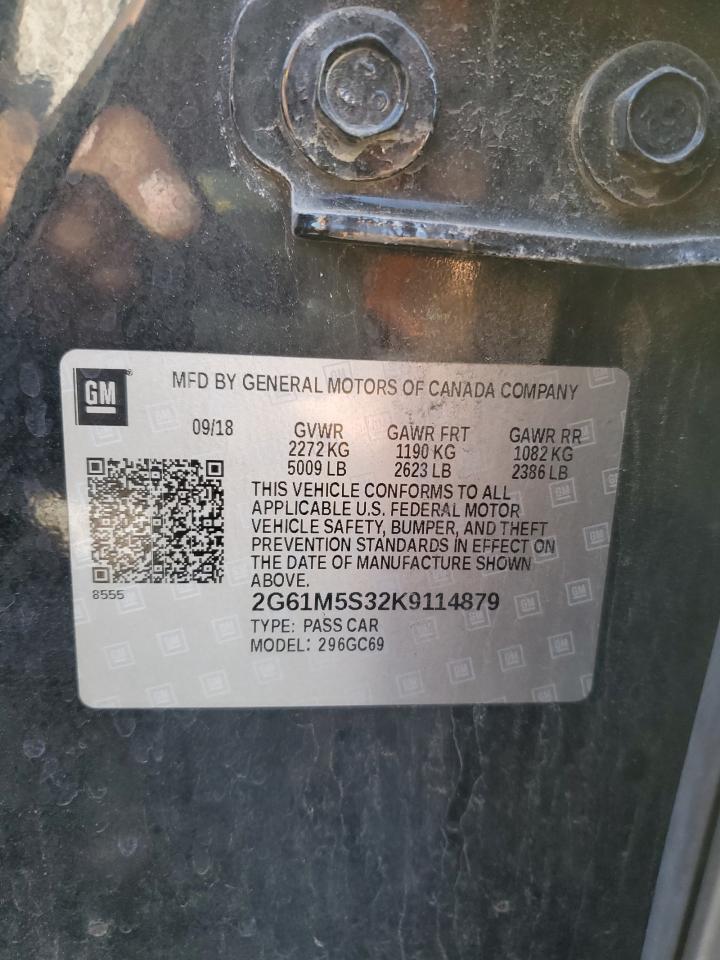 GM
MFD BY GENERAL MOTORS OF CANADA COMPANY
09/18
GVWR GAWR FRT GAWR RR
2272 KG 1190 KG 1082 KG
5009 LB 2623 LB 2386 LB
THIS VEHICLE CONFORMS TO ALL
APPLICABLE U.S. FEDERAL MOTOR
VEHICLE SAFETY, BUMPER, AND THEFT
PREVENTION STANDARDS IN EFFECT ON
THE DATE OF MANUFACTURE SHOWN
ABOVE.
8555
2G61M5S32K9114879
TYPE: PASS CAR
MODEL: 296GC69